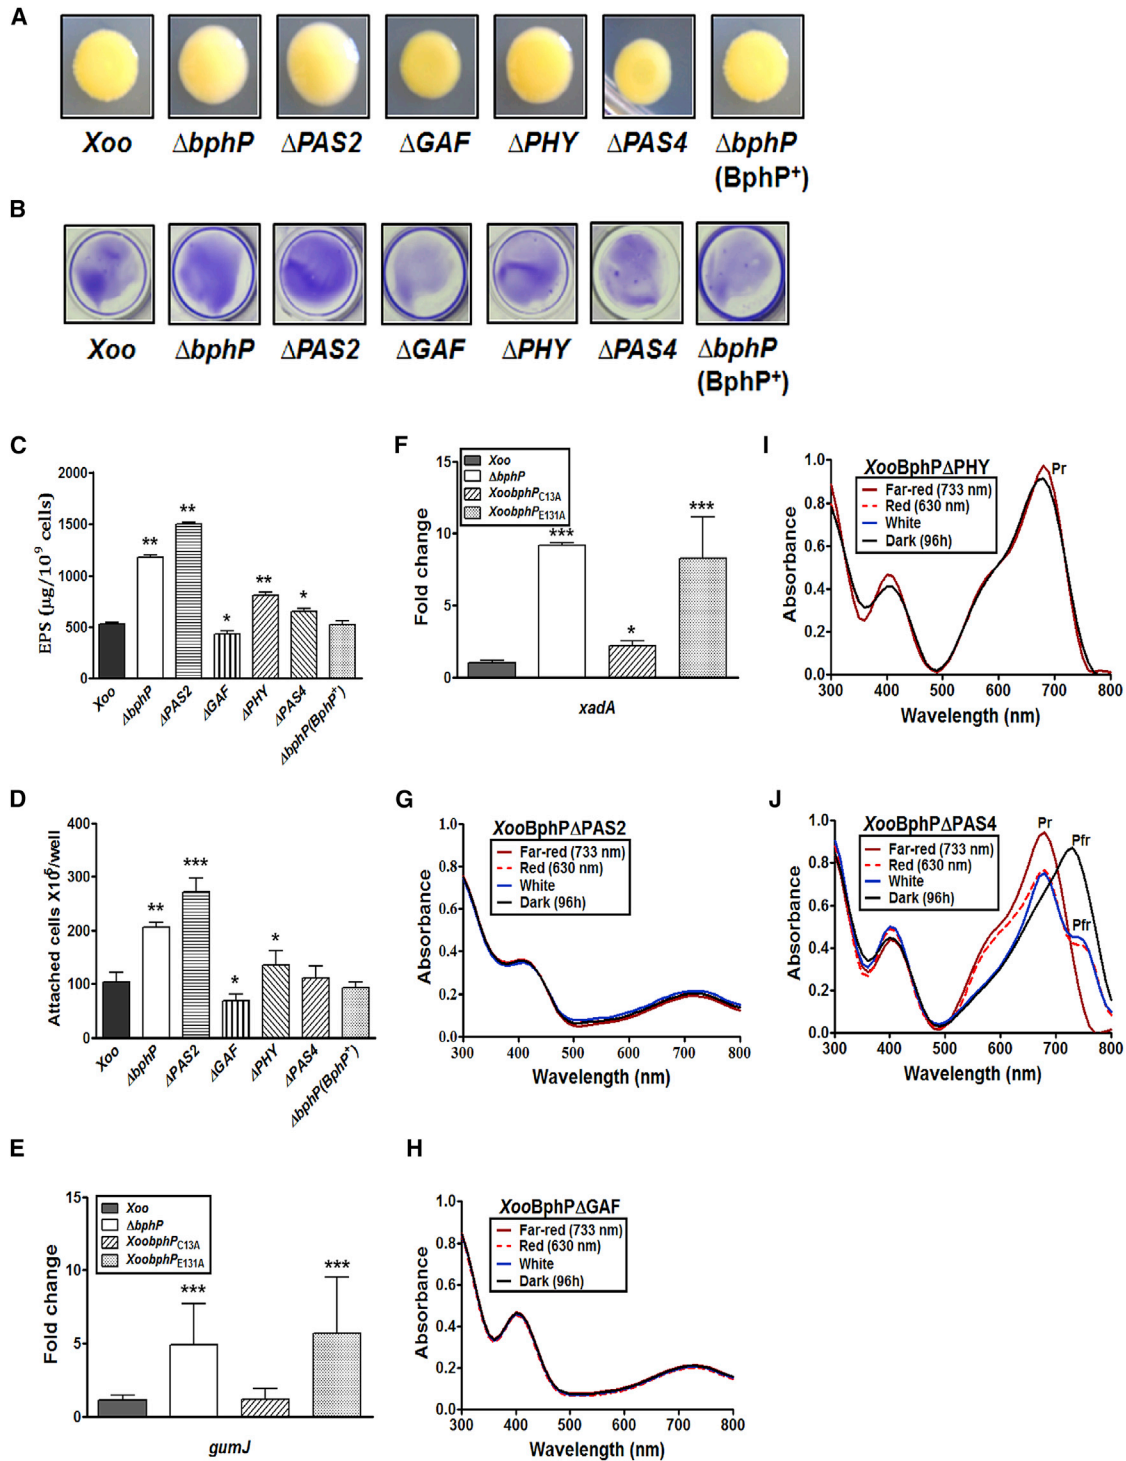 A
Xoo ΔbphP ΔPAS2 ΔGAF ΔPHY ΔPAS4 ΔbphP
(BphP⁺)
B
Xoo ΔbphP ΔPAS2 ΔGAF ΔPHY ΔPAS4 ΔbphP
(BphP⁺)
C
2000
1500
1000
500
0
EPS (µg/10⁹ cells)
** ** * ** *
Xoo ΔbphP ΔPAS2 ΔGAF ΔPHY ΔPAS4 ΔbphP(BphP⁺)
F
Xoo
ΔbphP
XoobphP_C13A
XoobphP_E131A
15
10
5
0
Fold change
*** * ***
xadA
I
XooBphPΔPHY
Pr
Far-red (733 nm)
Red (630 nm)
White
Dark (96h)
1.0
0.8
0.6
0.4
0.2
0.0
Absorbance
300 400 500 600 700 800
Wavelength (nm)
D
400
300
200
100
0
Attached cells X10⁶/well
** *** * *
Xoo ΔbphP ΔPAS2 ΔGAF ΔPHY ΔPAS4 ΔbphP(BphP⁺)
G
XooBphPΔPAS2
Far-red (733 nm)
Red (630 nm)
White
Dark (96h)
1.0
0.8
0.6
0.4
0.2
0.0
Absorbance
300 400 500 600 700 800
Wavelength (nm)
J
XooBphPΔPAS4
Pr Pfr
Far-red (733 nm)
Red (630 nm)
White
Dark (96h)
Pfr
1.0
0.8
0.6
0.4
0.2
0.0
Absorbance
300 400 500 600 700 800
Wavelength (nm)
E
Xoo
ΔbphP
XoobphP_C13A
XoobphP_E131A
15
10
5
0
Fold change
*** ***
gumJ
H
XooBphPΔGAF
Far-red (733 nm)
Red (630 nm)
White
Dark (96h)
1.0
0.8
0.6
0.4
0.2
0.0
Absorbance
300 400 500 600 700 800
Wavelength (nm)